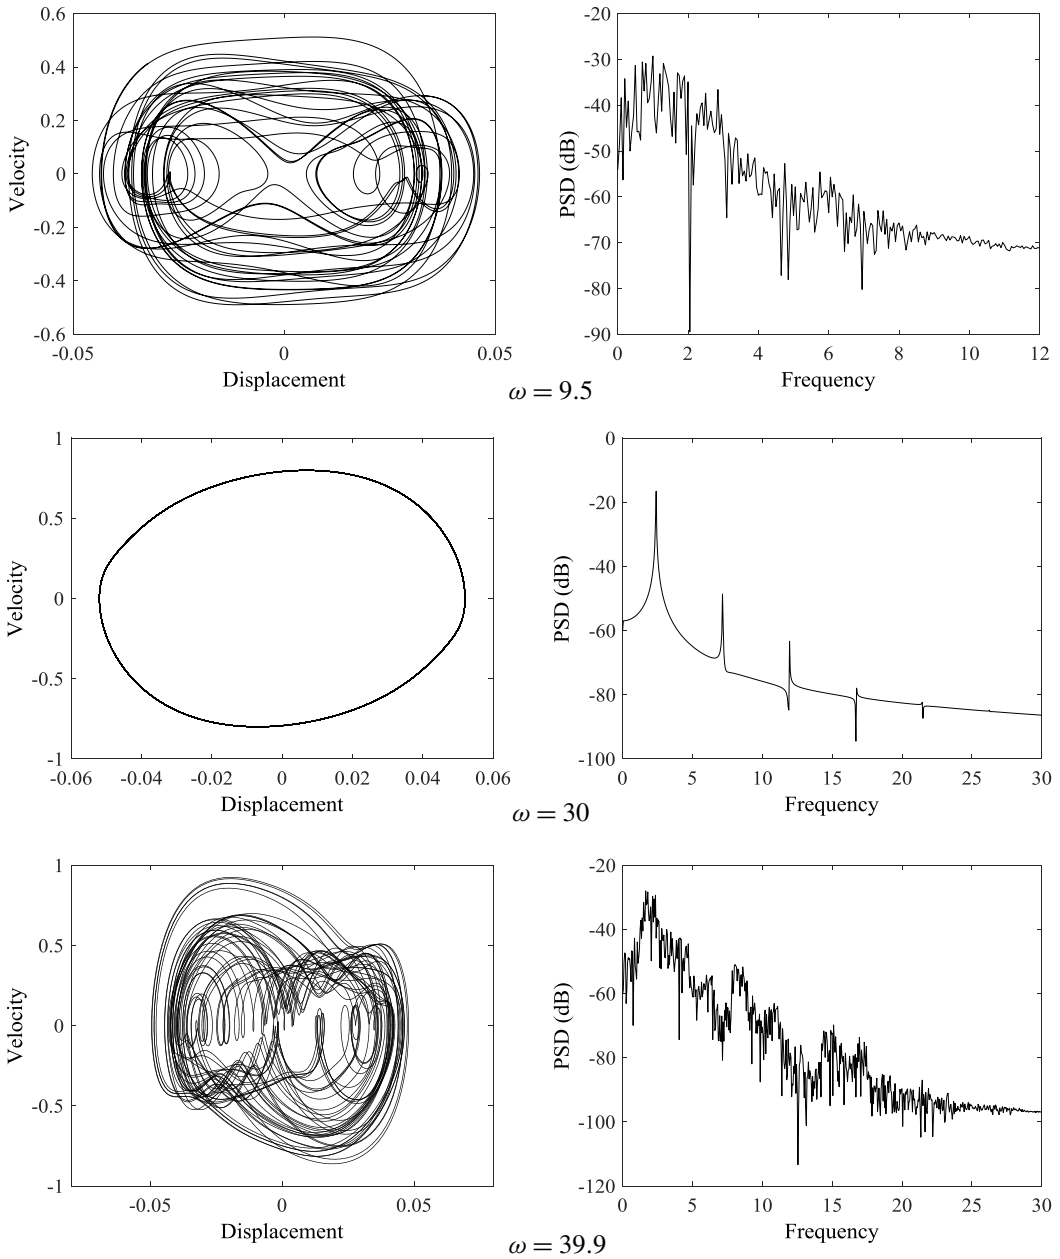 0.6
0.4
0.2
0
-0.2
-0.4
-0.6
Velocity
-0.05 0 0.05
Displacement
-20
-30
-40
-50
-60
-70
-80
-90
PSD (dB)
0 2 4 6 8 10 12
Frequency
ω = 9.5
1
0.5
0
-0.5
-1
Velocity
-0.06 -0.04 -0.02 0 0.02 0.04 0.06
Displacement
0
-20
-40
-60
-80
-100
PSD (dB)
0 5 10 15 20 25 30
Frequency
ω = 30
1
0.5
0
-0.5
-1
Velocity
-0.05 0 0.05
Displacement
-20
-40
-60
-80
-100
-120
PSD (dB)
0 5 10 15 20 25 30
Frequency
ω = 39.9